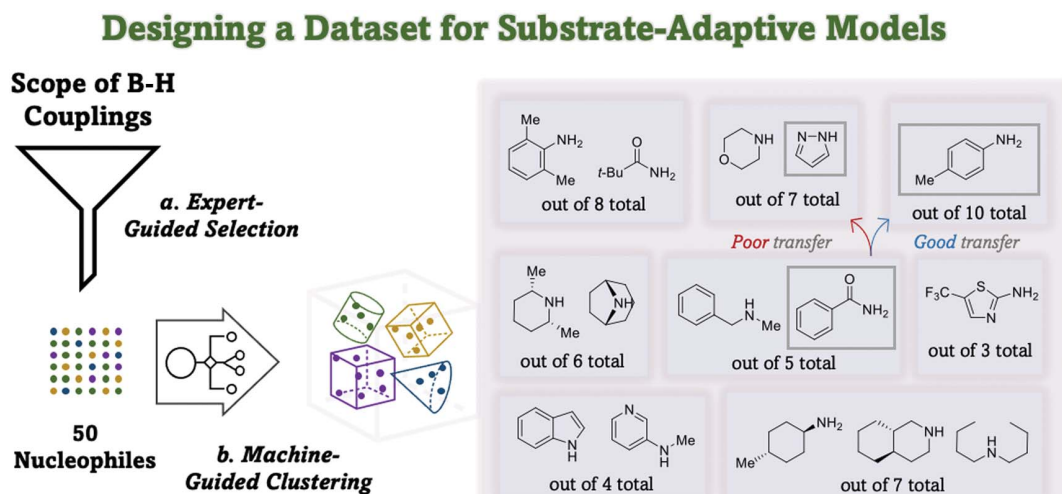 Designing a Dataset for Substrate-Adaptive Models
Scope of B-H
Couplings
a. Expert-
Guided Selection
50
Nucleophiles
b. Machine-
Guided Clustering
Me
NH₂
Me
O
t-Bu
NH₂
out of 8 total
NH
O
N
NH
out of 7 total
NH₂
Me
out of 10 total
Poor transfer
Good transfer
Me
NH
Me
NH
out of 6 total
H
N
Me
O
NH₂
out of 5 total
S
F₃C
NH₂
N
out of 3 total
N
H
N
Me
N
H
out of 4 total
NH₂
Me
NH
N
H
out of 7 total